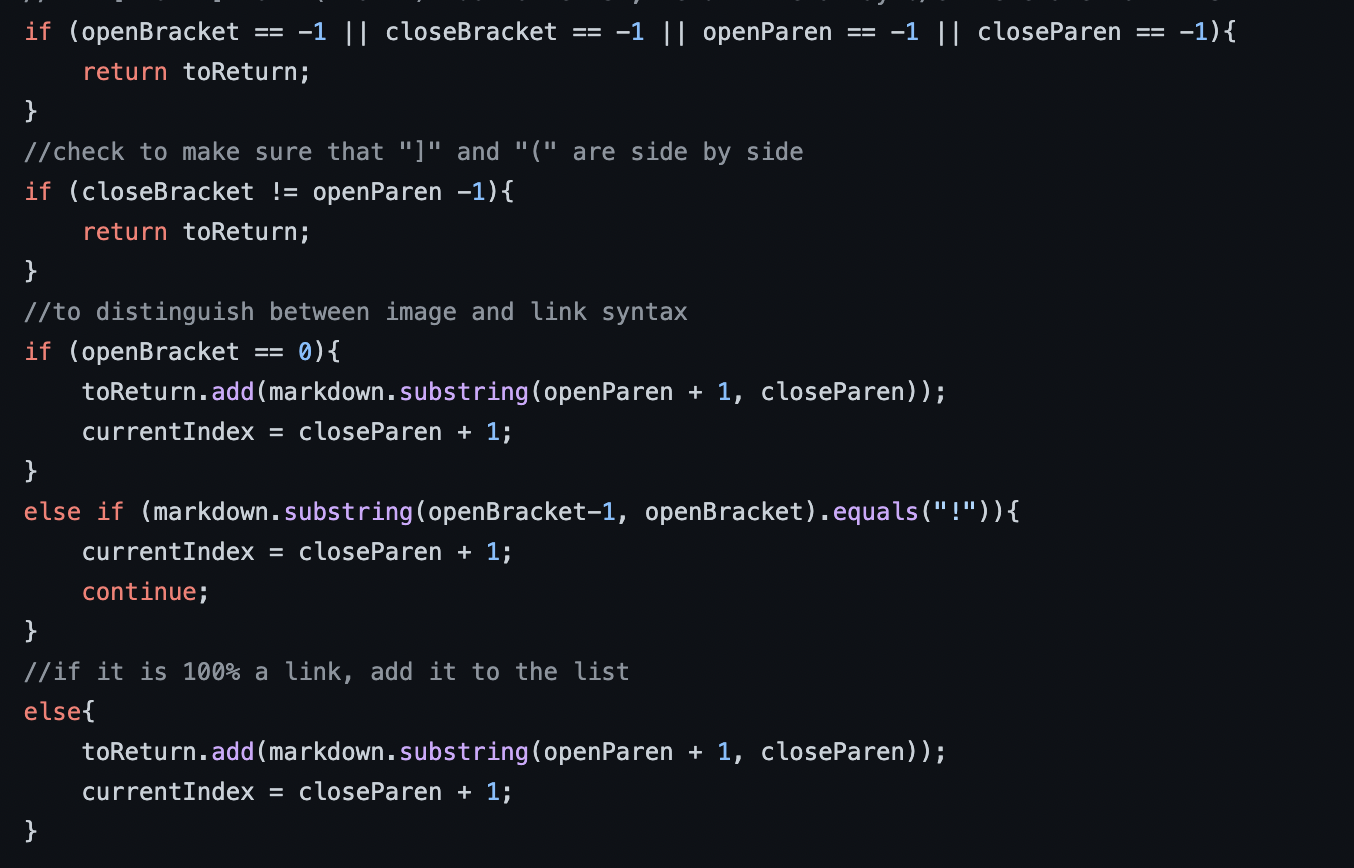 if (openBracket == -1 || closeBracket == -1 || openParen == -1 || closeParen == -1){
    return toReturn;
}
//check to make sure that "]" and "(" are side by side
if (closeBracket != openParen -1){
    return toReturn;
}
//to distinguish between image and link syntax
if (openBracket == 0){
    toReturn.add(markdown.substring(openParen + 1, closeParen));
    currentIndex = closeParen + 1;
}
else if (markdown.substring(openBracket-1, openBracket).equals("!")){
    currentIndex = closeParen + 1;
    continue;
}
//if it is 100% a link, add it to the list
else{
    toReturn.add(markdown.substring(openParen + 1, closeParen));
    currentIndex = closeParen + 1;
}